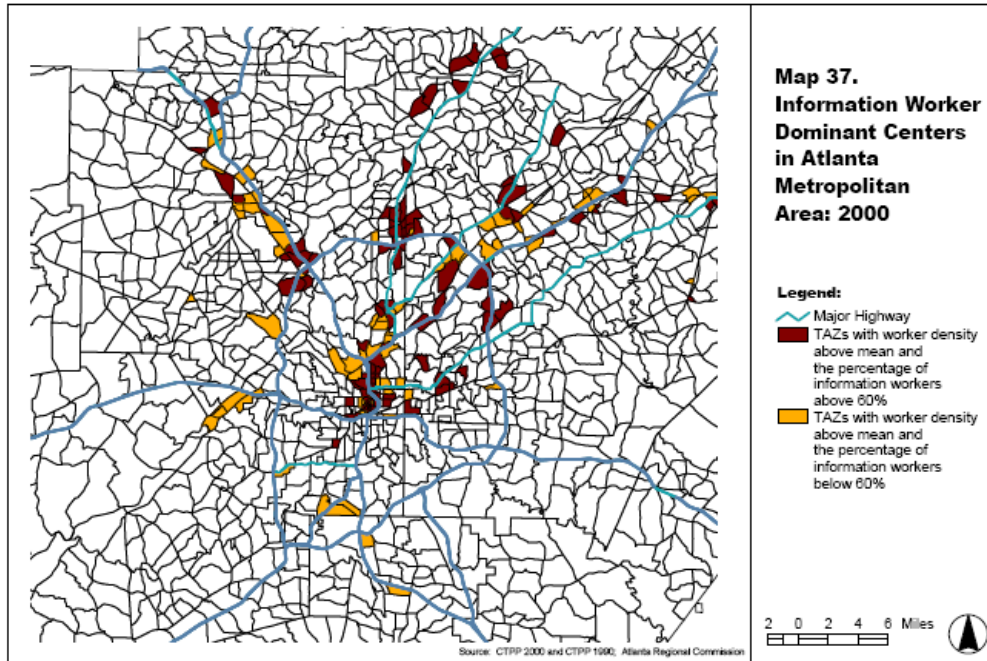 Map 37.
Information Worker
Dominant Centers
in Atlanta
Metropolitan
Area: 2000
Legend:
Major Highway
TAZs with worker density
above mean and
the percentage of
information workers
above 60%
TAZs with worker density
above mean and
the percentage of
information workers
below 60%
2 0 2 4 6 Miles
Source: CTPP 2000 and CTPP 1990; Atlanta Regional Commission